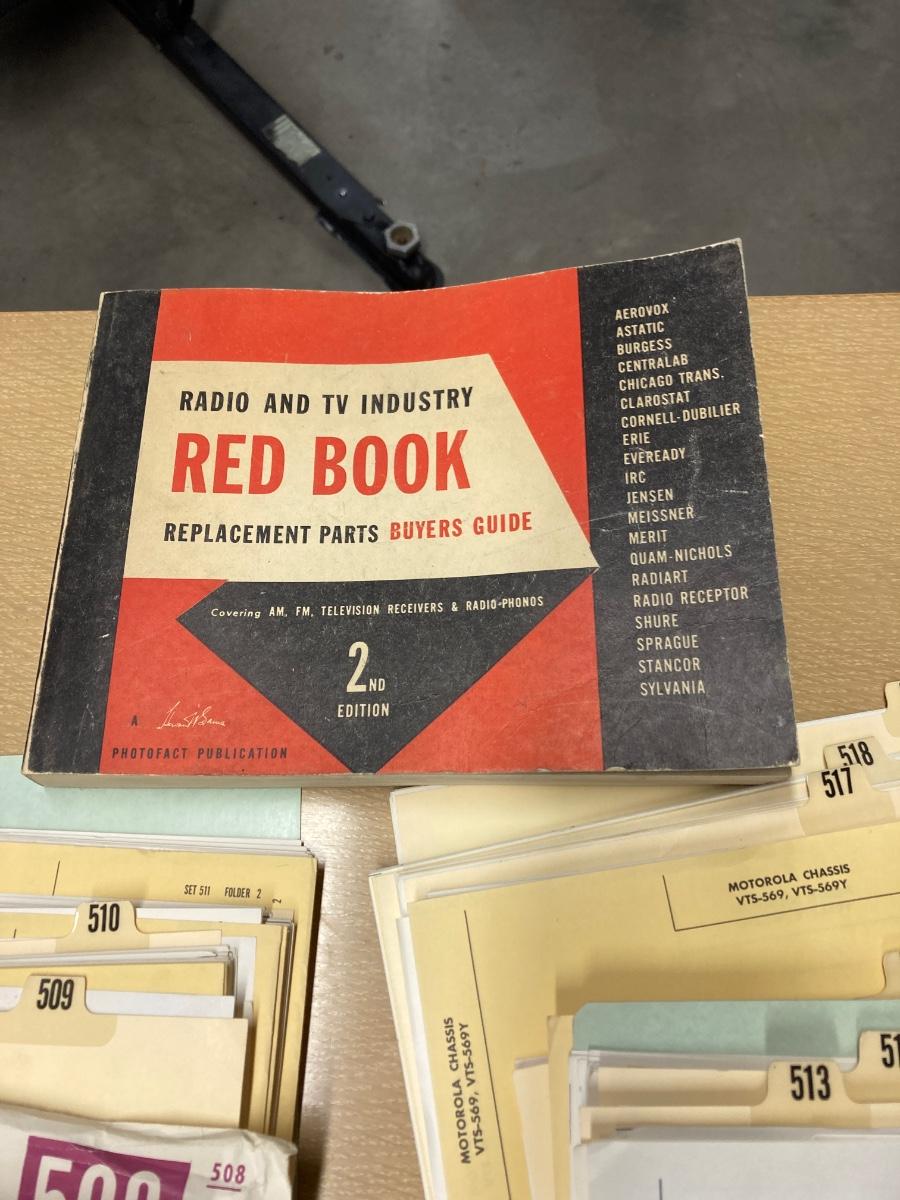 RADIO AND TV INDUSTRY
RED BOOK
REPLACEMENT PARTS BUYERS GUIDE
Covering AM, FM, TELEVISION RECEIVERS & RADIO-PHONOS
2ND
EDITION
A
PHOTOFACT PUBLICATION
AEROVOX
ASTATIC
BURGESS
CENTRALAB
CHICAGO TRANS.
CLAROSTAT
CORNELL-DUBILIER
ERIE
EVEREADY
IRC
JENSEN
MEISSNER
MERIT
QUAM-NICHOLS
RADIART
RADIO RECEPTOR
SHURE
SPRAGUE
STANCOR
SYLVANIA
SET 511 FOLDER 2
2
510
509
508
518
517
MOTOROLA CHASSIS
VTS-569, VTS-569Y
MOTOROLA CHASSIS
VTS-569, VTS-569Y
513